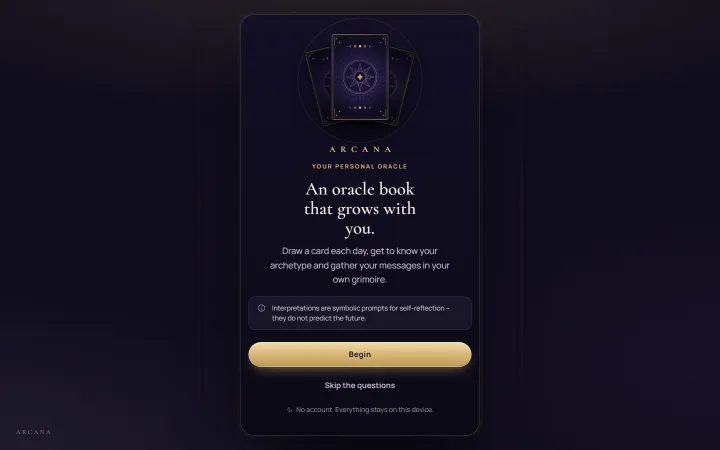 ARCANA
YOUR PERSONAL ORACLE
An oracle book
that grows with
you.
Draw a card each day, get to know your
archetype and gather your messages in your
own grimoire.
Interpretations are symbolic prompts for self-reflection –
they do not predict the future.
Begin
Skip the questions
No account. Everything stays on this device.
ARCANA